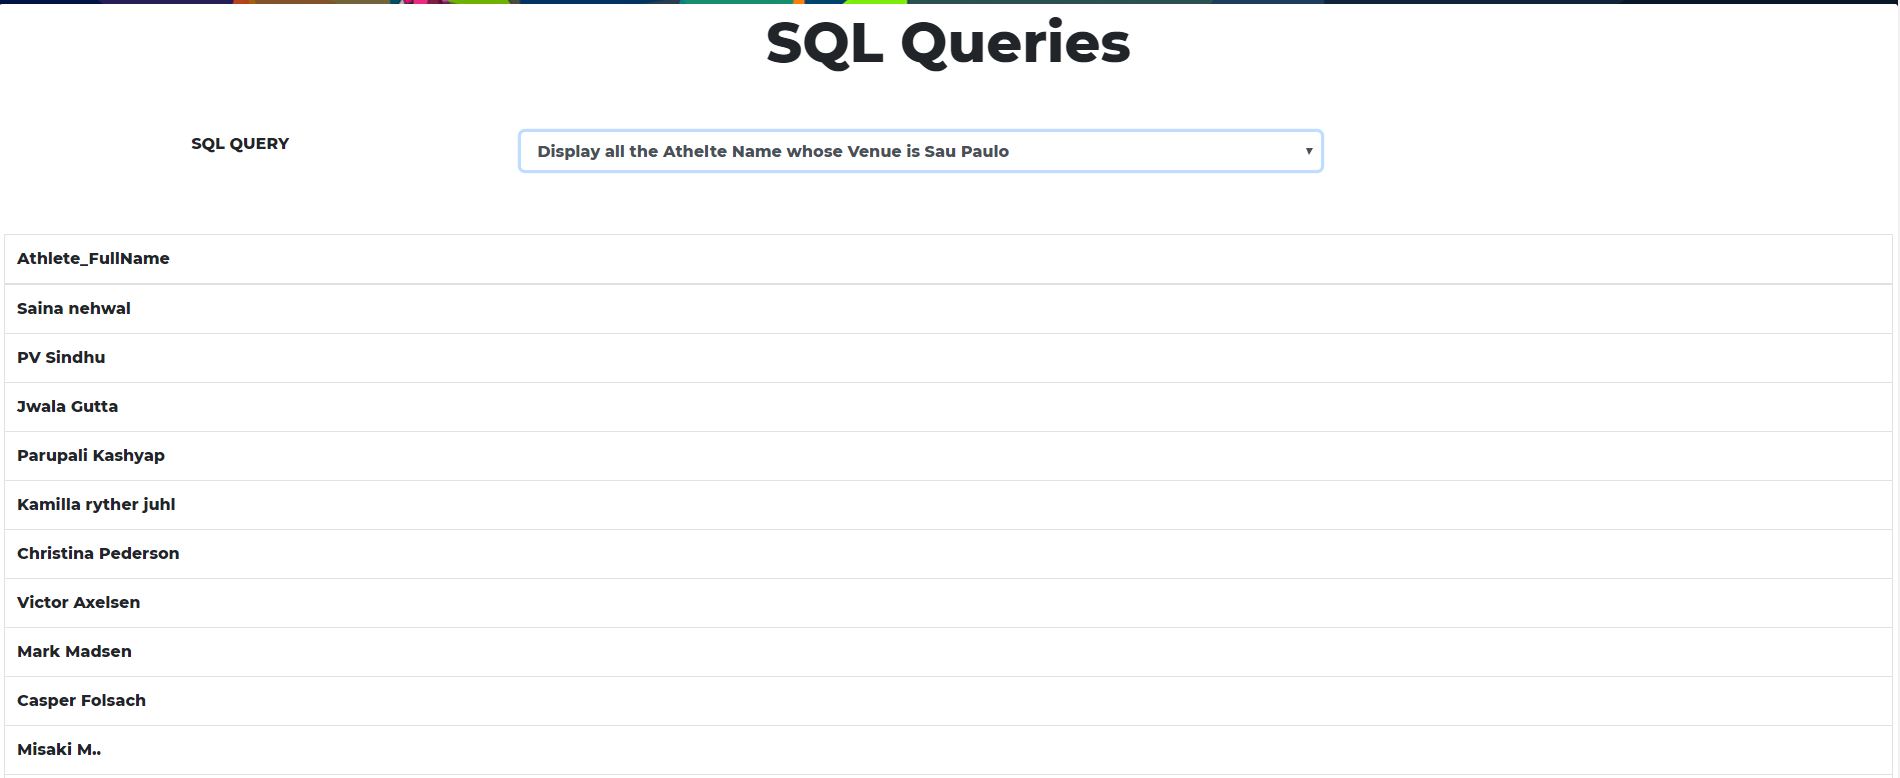 SQL Queries
SQL QUERY
Display all the Athelte Name whose Venue is Sau Paulo
Athlete_FullName
Saina nehwal
PV Sindhu
Jwala Gutta
Parupali Kashyap
Kamilla ryther juhl
Christina Pederson
Victor Axelsen
Mark Madsen
Casper Folsach
Misaki M..